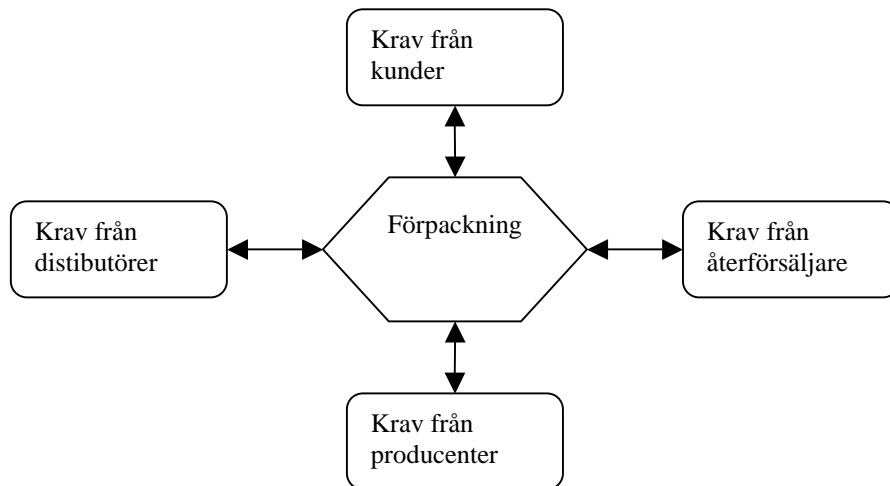 Krav från
kunder
Krav från
distibutörer
Förpackning
Krav från
återförsäljare
Krav från
producenter